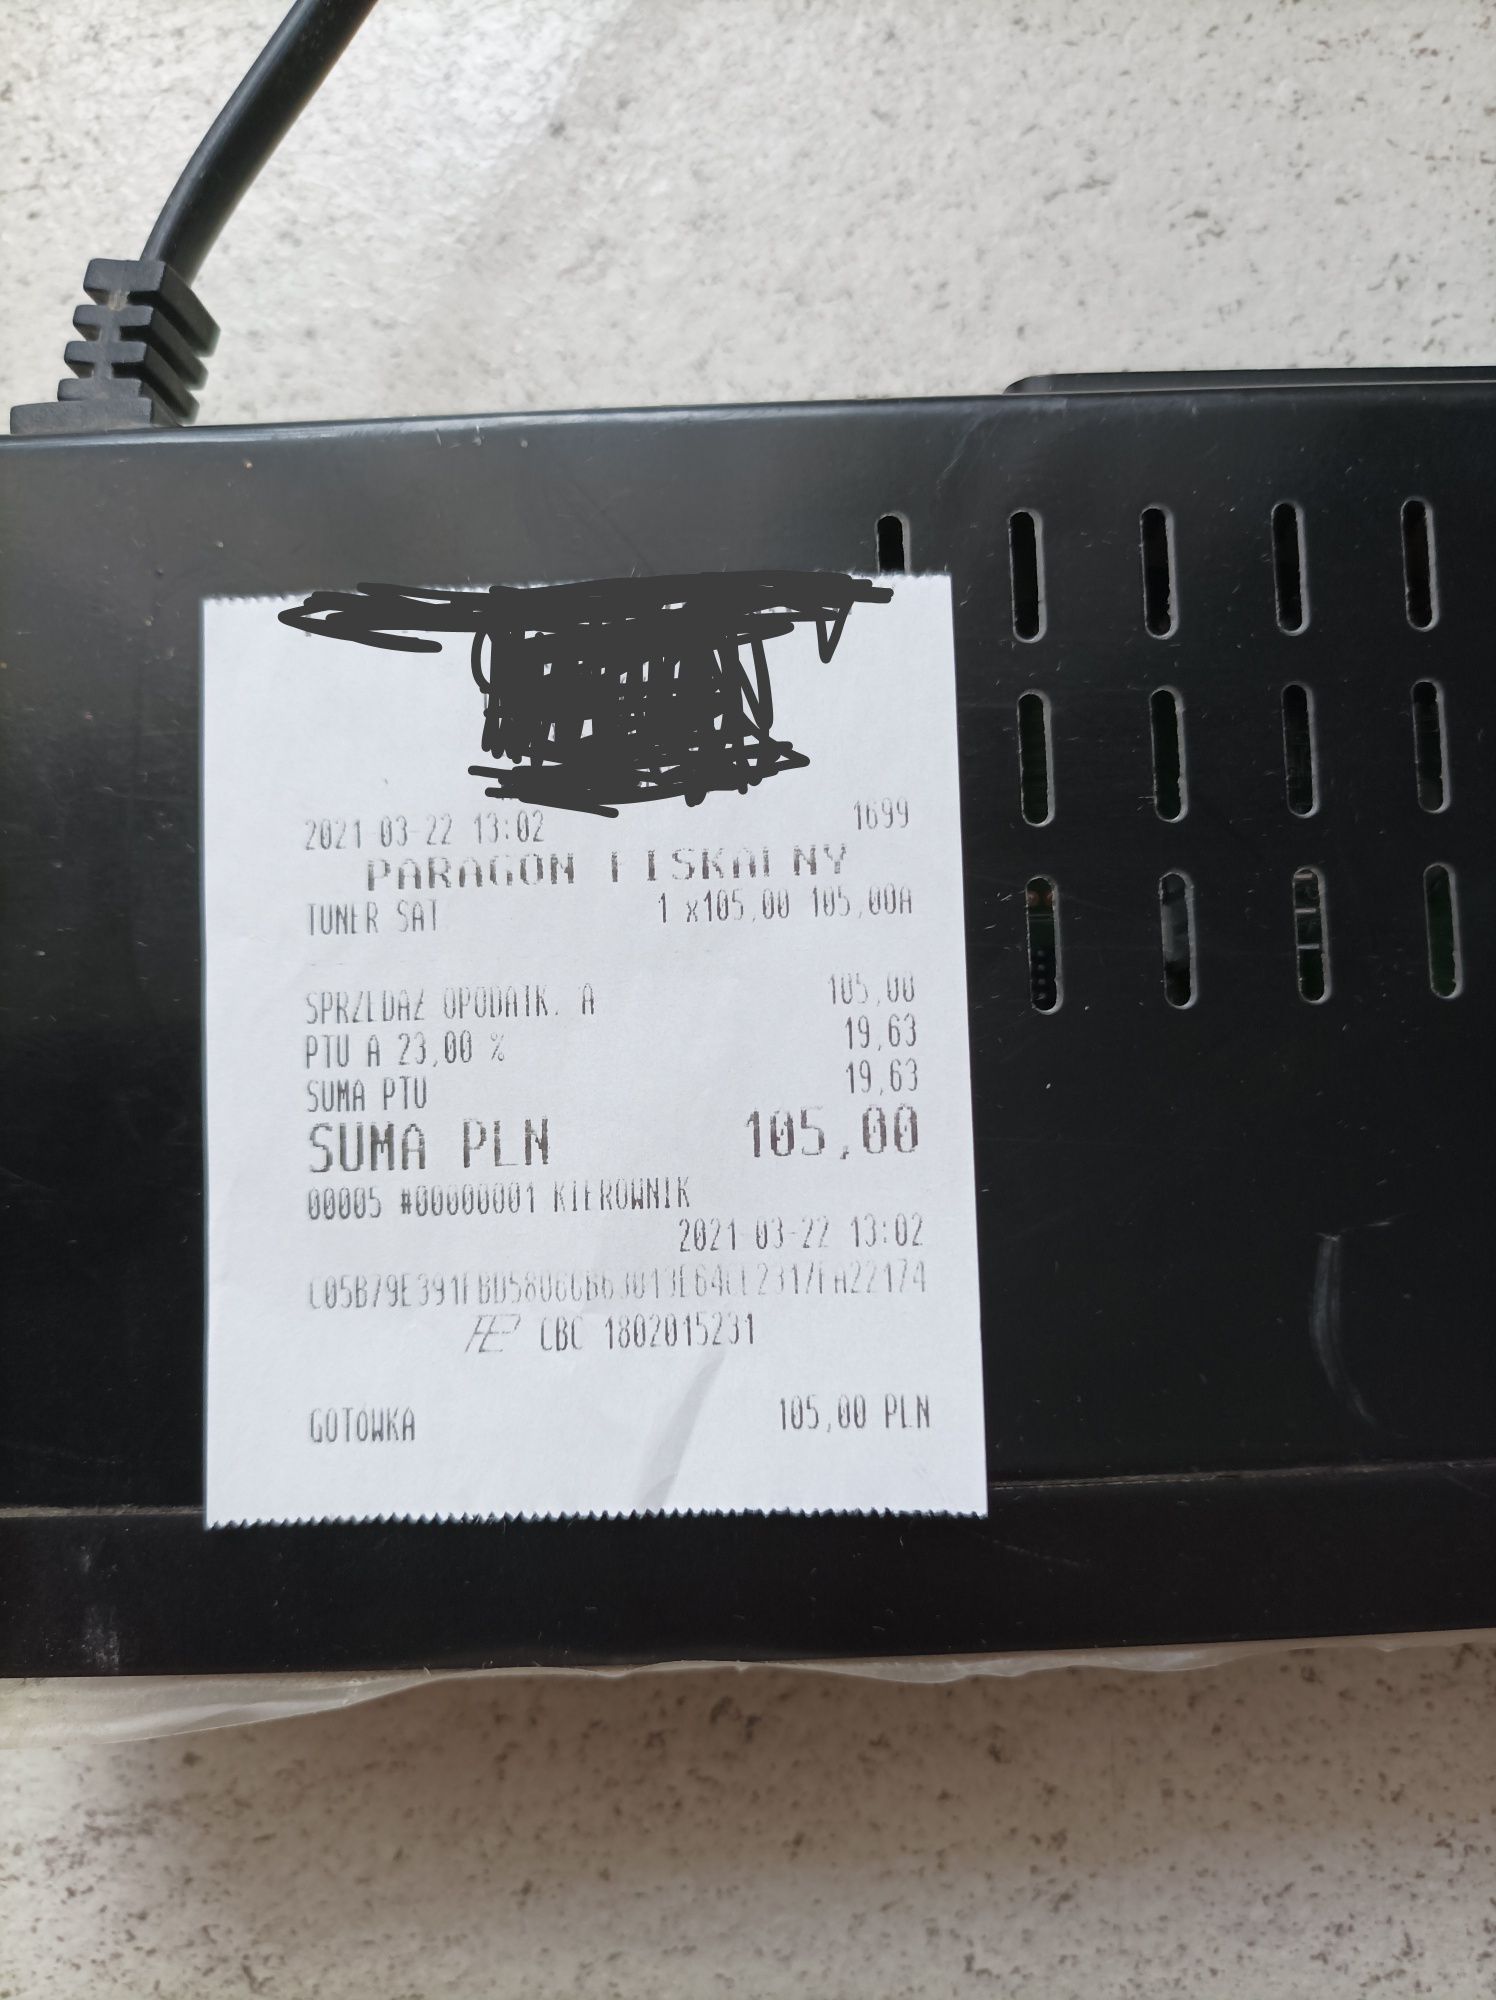 2021-03-22 13:02 1699
PARAGON FISKALNY
TUNER SAT 1 x105,00 105,00A
SPRZEDAŻ OPODATK. A 105,00
PTU A 23,00 % 19,63
SUMA PTU 19,63
SUMA PLN 105,00
00005 #00000001 KIEROWNIK
2021-03-22 13:02
CBC 1802015231
GOTÓWKA 105,00 PLN